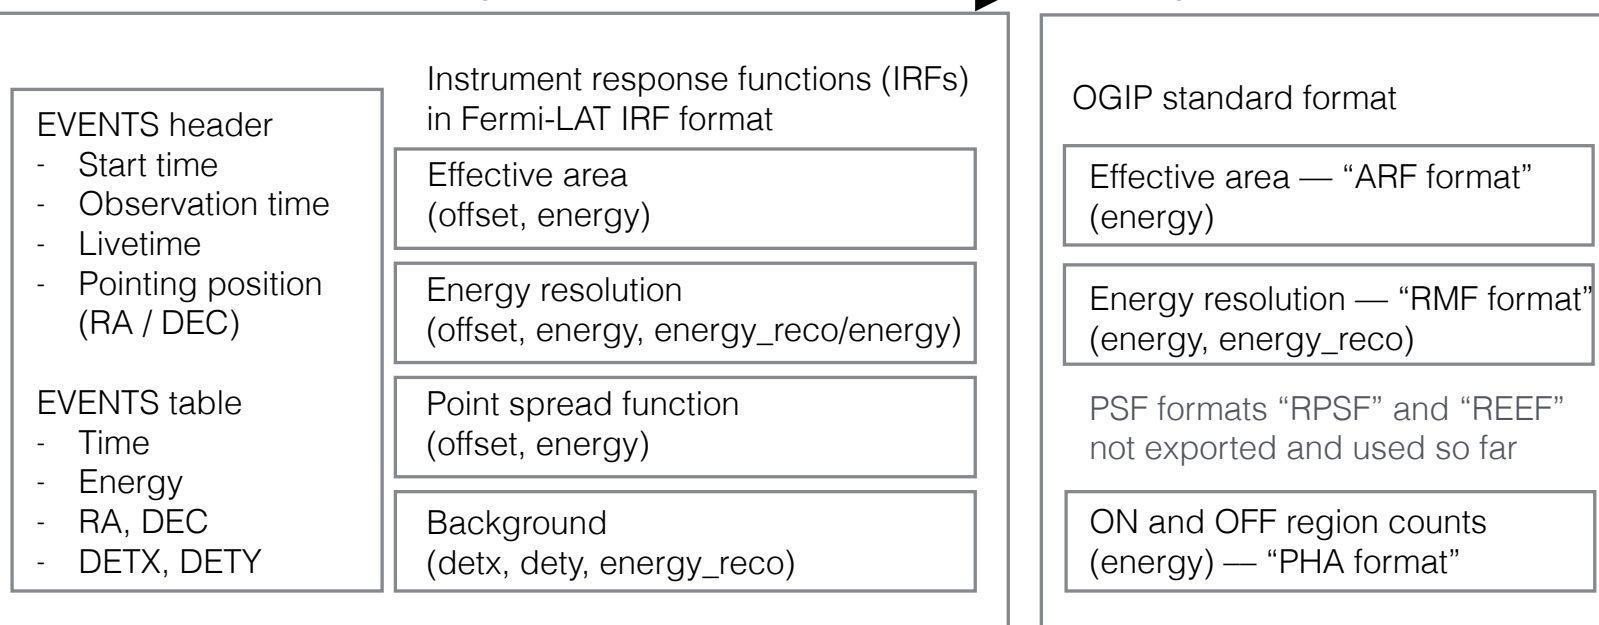 EVENTS header
- Start time
- Observation time
- Livetime
- Pointing position
(RA / DEC)
EVENTS table
- Time
- Energy
- RA, DEC
- DETX, DETY
Instrument response functions (IRFs)
in Fermi-LAT IRF format
Effective area
(offset, energy)
Energy resolution
(offset, energy, energy_reco/energy)
Point spread function
(offset, energy)
Background
(detx, dety, energy_reco)
OGIP standard format
Effective area — “ARF format”
(energy)
Energy resolution — “RMF format”
(energy, energy_reco)
PSF formats “RPSF” and “REEF”
not exported and used so far
ON and OFF region counts
(energy) — “PHA format”